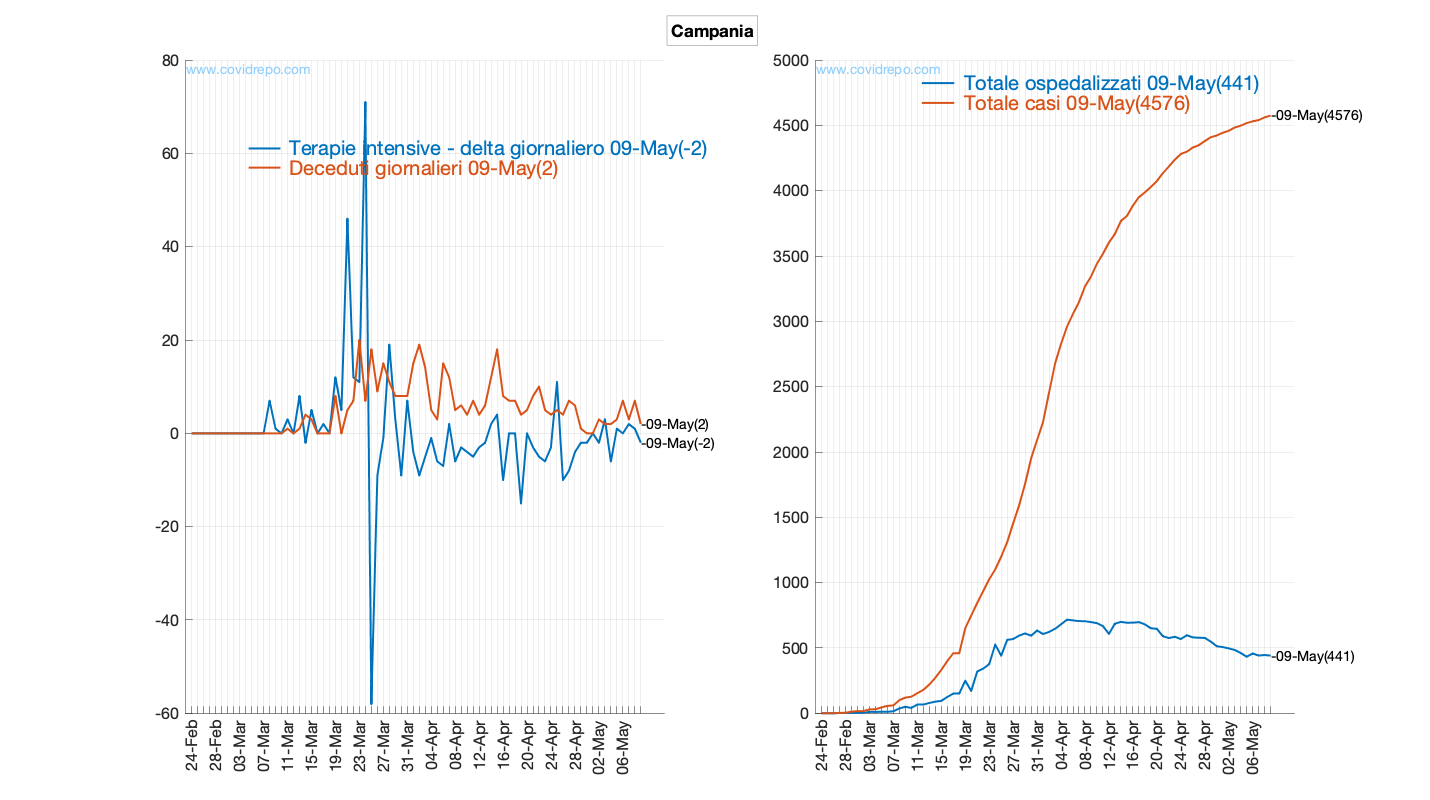 Campania
www.covidrepo.com
Terapie Intensive - delta giornaliero 09-May(-2)
Deceduti giornalieri 09-May(2)
80
60
40
20
0
-20
-40
-60
-09-May(2)
-09-May(-2)
24-Feb
28-Feb
03-Mar
07-Mar
11-Mar
15-Mar
19-Mar
23-Mar
27-Mar
31-Mar
04-Apr
08-Apr
12-Apr
16-Apr
20-Apr
24-Apr
28-Apr
02-May
06-May
www.covidrepo.com
Totale ospedalizzati 09-May(441)
Totale casi 09-May(4576)
5000
4500
4000
3500
3000
2500
2000
1500
1000
500
0
-09-May(4576)
-09-May(441)
24-Feb
28-Feb
03-Mar
07-Mar
11-Mar
15-Mar
19-Mar
23-Mar
27-Mar
31-Mar
04-Apr
08-Apr
12-Apr
16-Apr
20-Apr
24-Apr
28-Apr
02-May
06-May